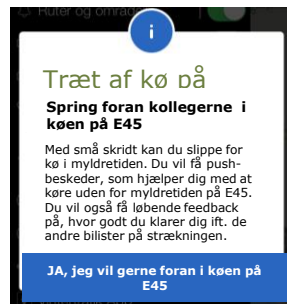 Ruter og områder
i
Træt af kø på
Spring foran kollegerne i
køen på E45
Med små skridt kan du slippe for
kø i myldretiden. Du vil få push-
beskeder, som hjælper dig med at
køre uden for myldretiden på E45.
Du vil også få løbende feedback
på, hvor godt du klarer dig ift. de
andre bilister på strækningen.
JA, jeg vil gerne foran i køen på
E45